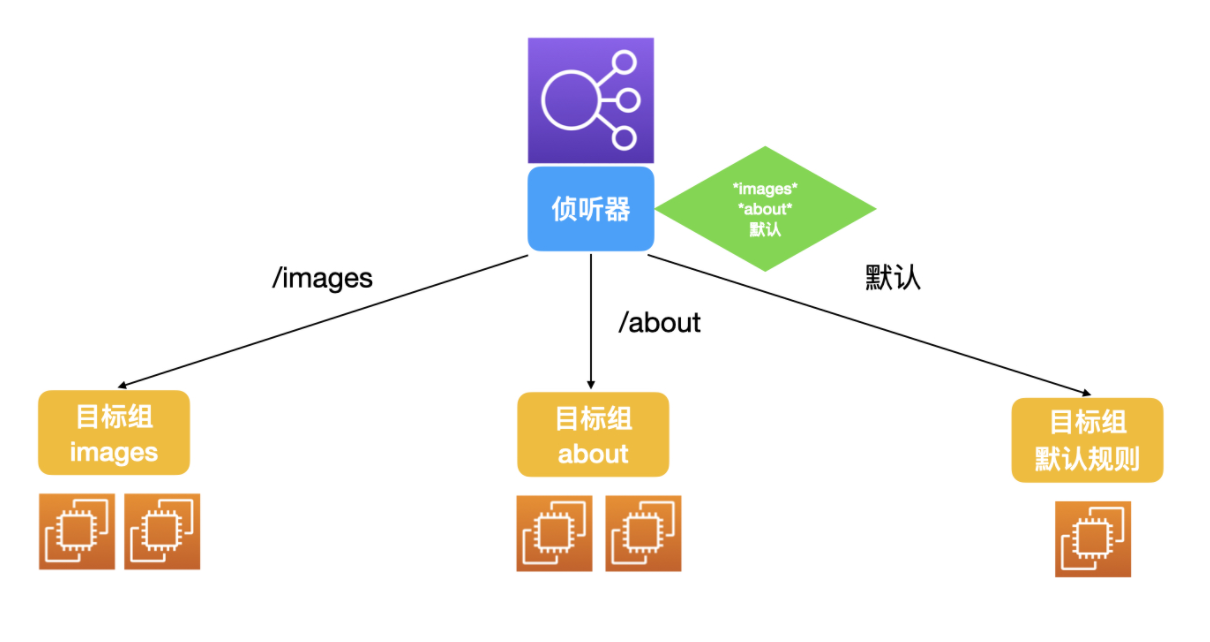 侦听器
*images*
*about*
默认
/images
/about
默认
目标组
images
目标组
about
目标组
默认规则